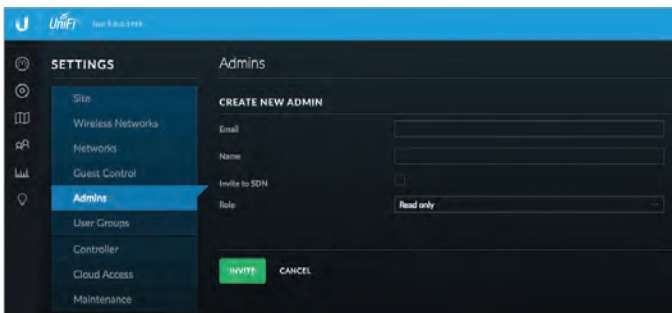 UniFi
SETTINGS
Admins
Site
Wireless Networks
Networks
Guest Control
Admins
User Groups
Controller
Cloud Access
Maintenance
CREATE NEW ADMIN
Email
Name
Invite to SDN
Role
Read only
INVITE
CANCEL